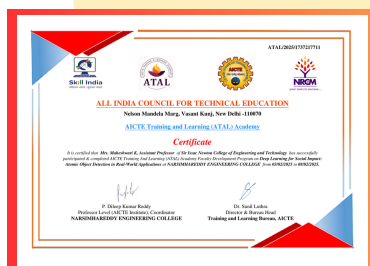 ATAL/2025/1737217711
Skill India
ATAL
AICTE
NRCM
ALL INDIA COUNCIL FOR TECHNICAL EDUCATION
Nelson Mandela Marg, Vasant Kunj, New Delhi -110070
AICTE Training and Learning (ATAL) Academy
Certificate
It is certified that Mrs. Maheshwari K, Assistant Professor of Sir Issac Newton College of Engineering and Technology has successfully
participated & completed AICTE Training And Learning (ATAL) Academy Faculty Development Program on Deep Learning for Social Impact:
Atomic Object Detection in Real-World Applications at NARSIMHAREDDY ENGINEERING COLLEGE from 03/02/2025 to 08/02/2025.
P. Dileep Kumar Reddy
Professor Level (AICTE Institute), Coordinator
NARSIMHAREDDY ENGINEERING COLLEGE
Dr. Sunil Luthra
Director & Bureau Head
Training and Learning Bureau, AICTE